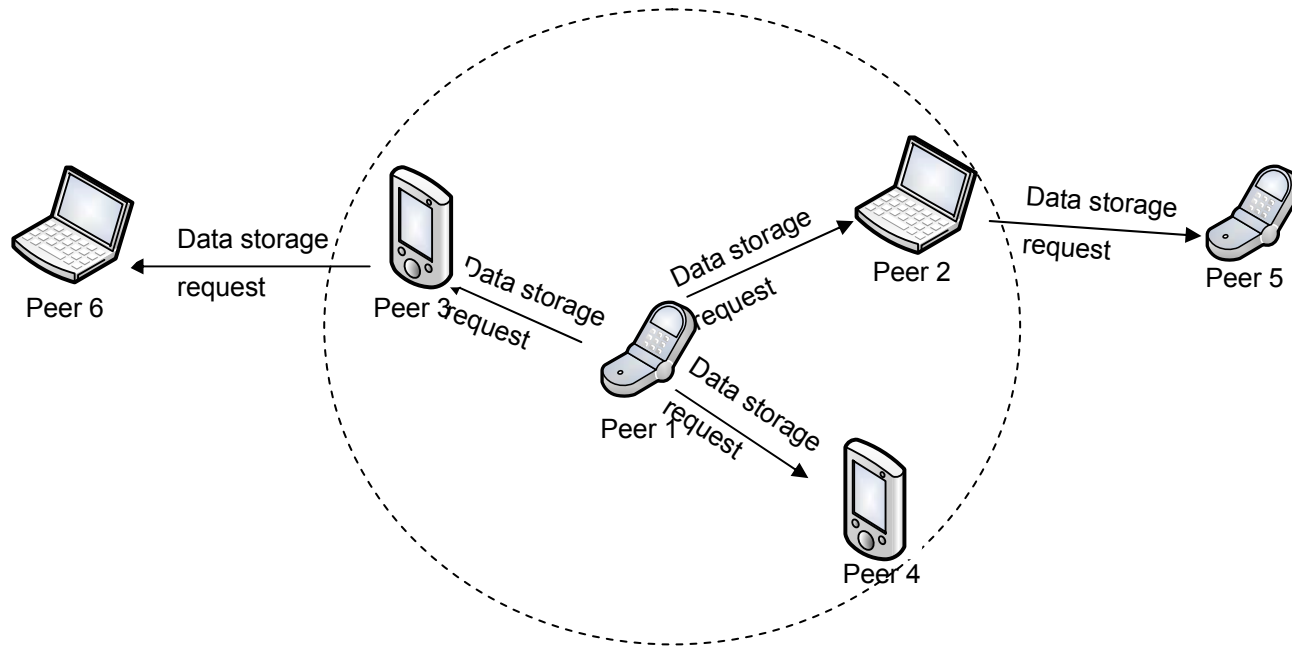 Data storage
request
Peer 6
Peer 3
Data storage
request
Data storage
request
Peer 2
Data storage
request
Peer 5
Peer 1
Data storage
request
Peer 4